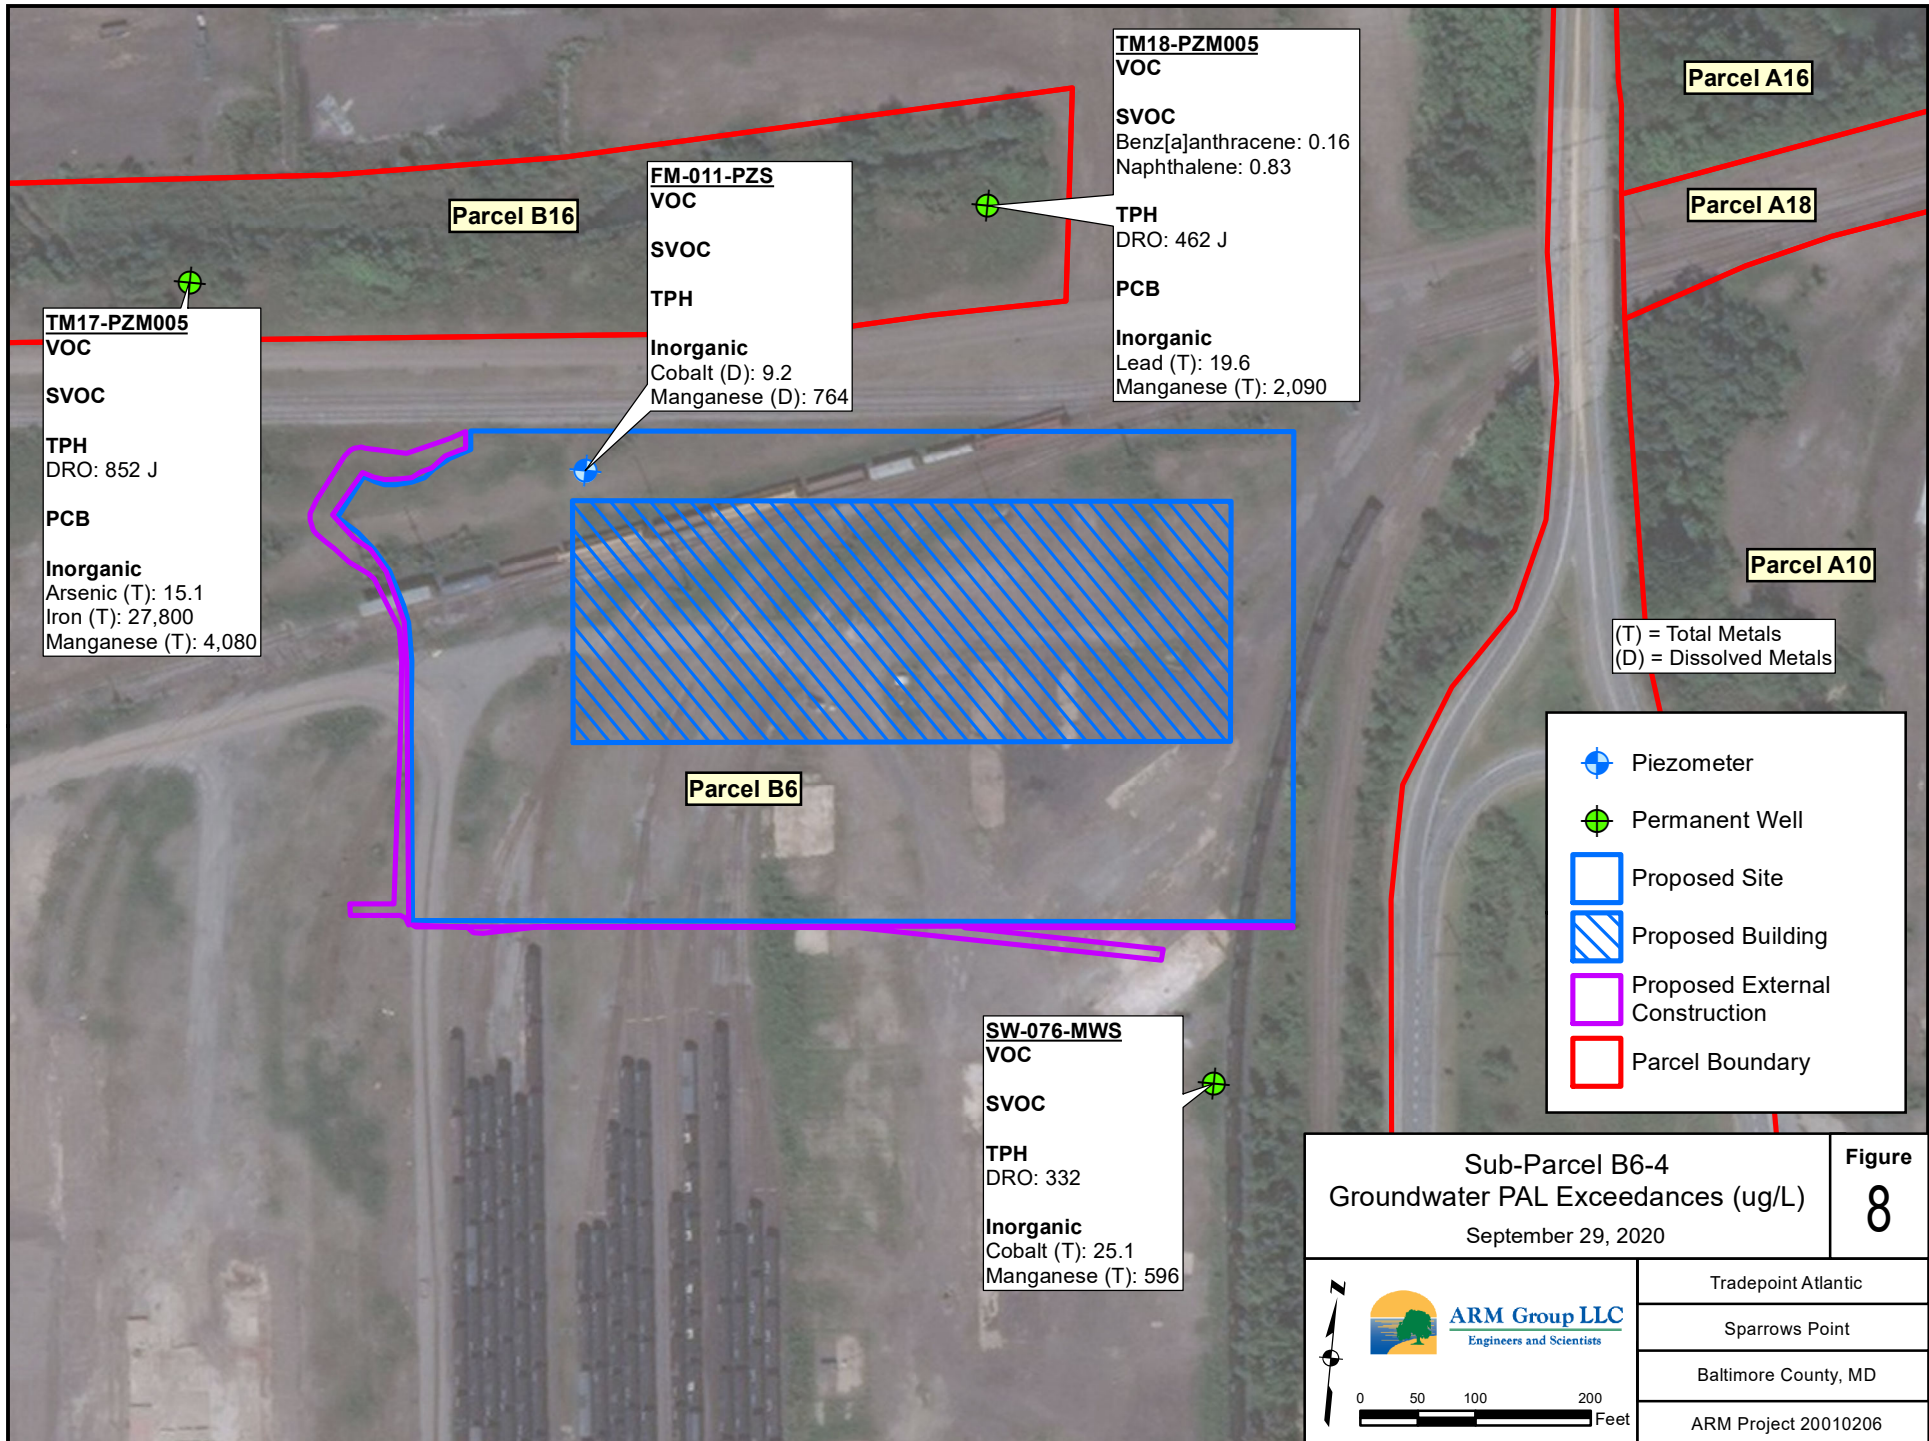 TM18-PZM005
VOC
SVOC
Benz[a]anthracene: 0.16
Naphthalene: 0.83
TPH
DRO: 462 J
PCB
Inorganic
Lead (T): 19.6
Manganese (T): 2,090
Parcel A16
Parcel A18
Parcel B16
FM-011-PZS
VOC
SVOC
TPH
Inorganic
Cobalt (D): 9.2
Manganese (D): 764
TM17-PZM005
VOC
SVOC
TPH
DRO: 852 J
PCB
Inorganic
Arsenic (T): 15.1
Iron (T): 27,800
Manganese (T): 4,080
Parcel A10
(T) = Total Metals
(D) = Dissolved Metals
Parcel B6
Piezometer
Permanent Well
Proposed Site
Proposed Building
Proposed External
Construction
Parcel Boundary
SW-076-MWS
VOC
SVOC
TPH
DRO: 332
Inorganic
Cobalt (T): 25.1
Manganese (T): 596
Sub-Parcel B6-4
Groundwater PAL Exceedances (ug/L)
September 29, 2020
Figure
8
N
ARM Group LLC
Engineers and Scientists
0 50 100 200
Feet
Tradepoint Atlantic
Sparrows Point
Baltimore County, MD
ARM Project 20010206